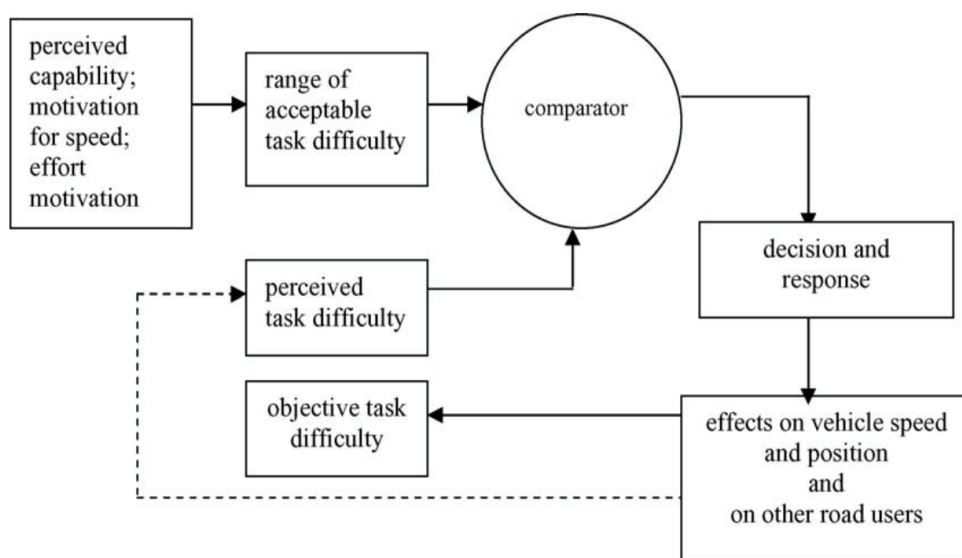 perceived
capability;
motivation
for speed;
effort
motivation
range of
acceptable
task difficulty
comparator
decision and
response
perceived
task difficulty
objective task
difficulty
effects on vehicle speed
and position
and
on other road users